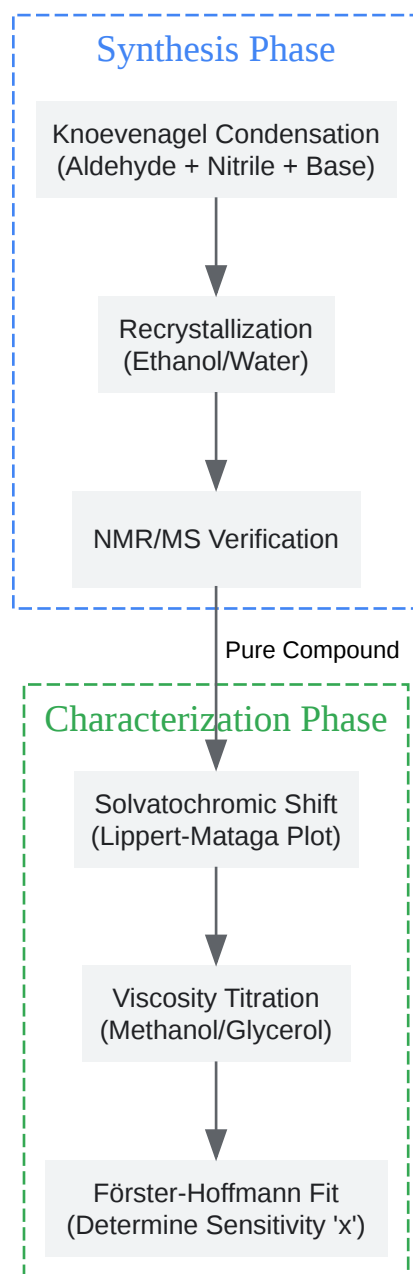 Synthesis Phase
Knoevenagel Condensation
(Aldehyde + Nitrile + Base)
Recrystallization
(Ethanol/Water)
NMR/MS Verification
Pure Compound
Characterization Phase
Solvatochromic Shift
(Lippert-Mataga Plot)
Viscosity Titration
(Methanol/Glycerol)
Förster-Hoffmann Fit
(Determine Sensitivity 'x')